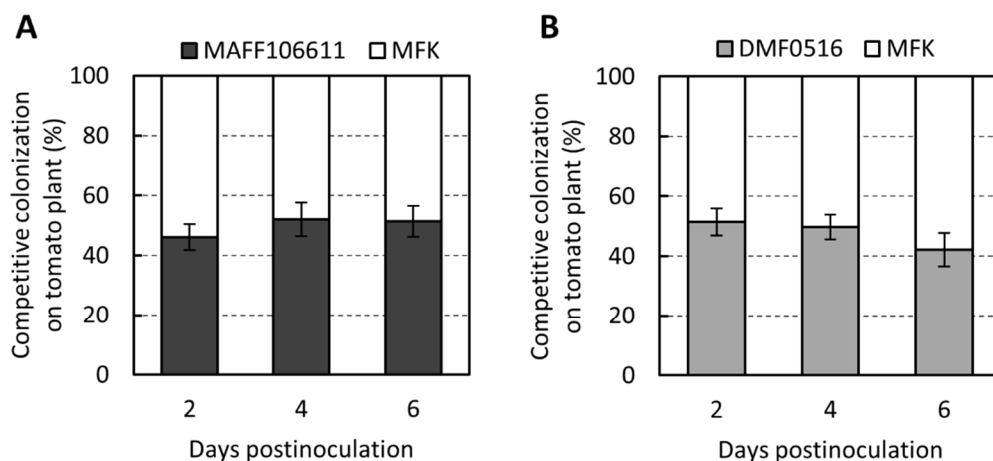 A
MAFF106611 MFK
Competitive colonization
on tomato plant (%)
100
80
60
40
20
0
2 4 6
Days postinoculation
B
DMF0516 MFK
Competitive colonization
on tomato plant (%)
100
80
60
40
20
0
2 4 6
Days postinoculation